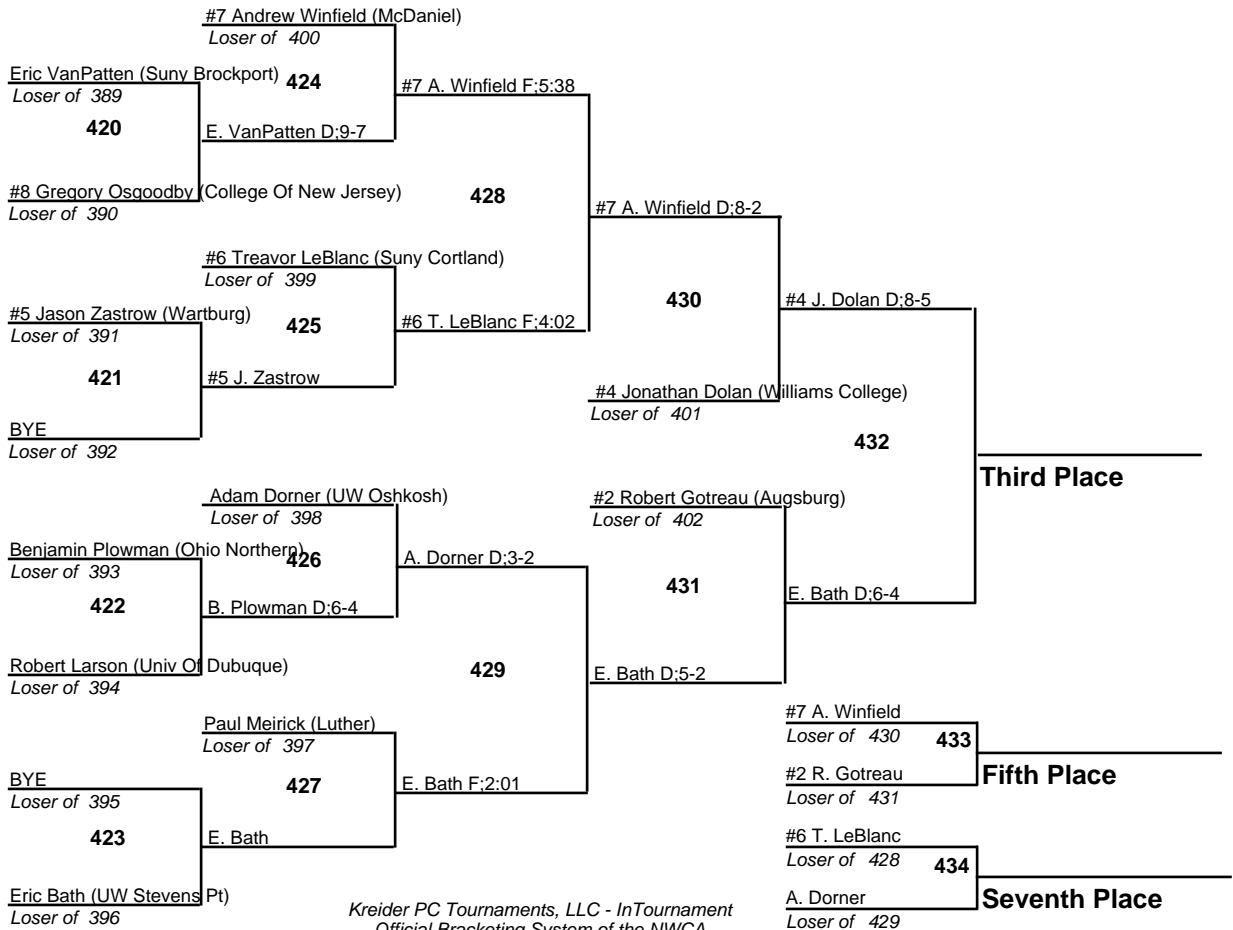 #7 Andrew Winfield (McDaniel)
Loser of 400
Eric VanPatten (Suny Brockport)
424
Loser of 389
#7 A. Winfield F;5:38
420
E. VanPatten D;9-7
#8 Gregory Osgoodby (College Of New Jersey)
428
Loser of 390
#7 A. Winfield D;8-2
#6 Treavor LeBlanc (Suny Cortland)
Loser of 399
430
#4 J. Dolan D;8-5
#5 Jason Zastrow (Wartburg)
425
Loser of 391
#6 T. LeBlanc F;4:02
421
#5 J. Zastrow
#4 Jonathan Dolan (Williams College)
Loser of 401
BYE
432
Loser of 392
Third Place
Adam Dorner (UW Oshkosh)
#2 Robert Gotreau (Augsburg)
Loser of 398
Loser of 402
Benjamin Plowman (Ohio Northern)
426
A. Dorner D;3-2
Loser of 393
431
E. Bath D;6-4
422
B. Plowman D;6-4
Robert Larson (Univ Of Dubuque)
429
E. Bath D;5-2
Loser of 394
#7 A. Winfield
Paul Meirick (Luther)
Loser of 430
433
Loser of 397
#2 R. Gotreau
Fifth Place
BYE
427
E. Bath F;2:01
Loser of 431
Loser of 395
423
E. Bath
#6 T. LeBlanc
Loser of 428
434
Eric Bath (UW Stevens Pt)
A. Dorner
Seventh Place
Loser of 396
Loser of 429
Kreider PC Tournaments, LLC - InTournament
Official Bracketing System of the NWCA